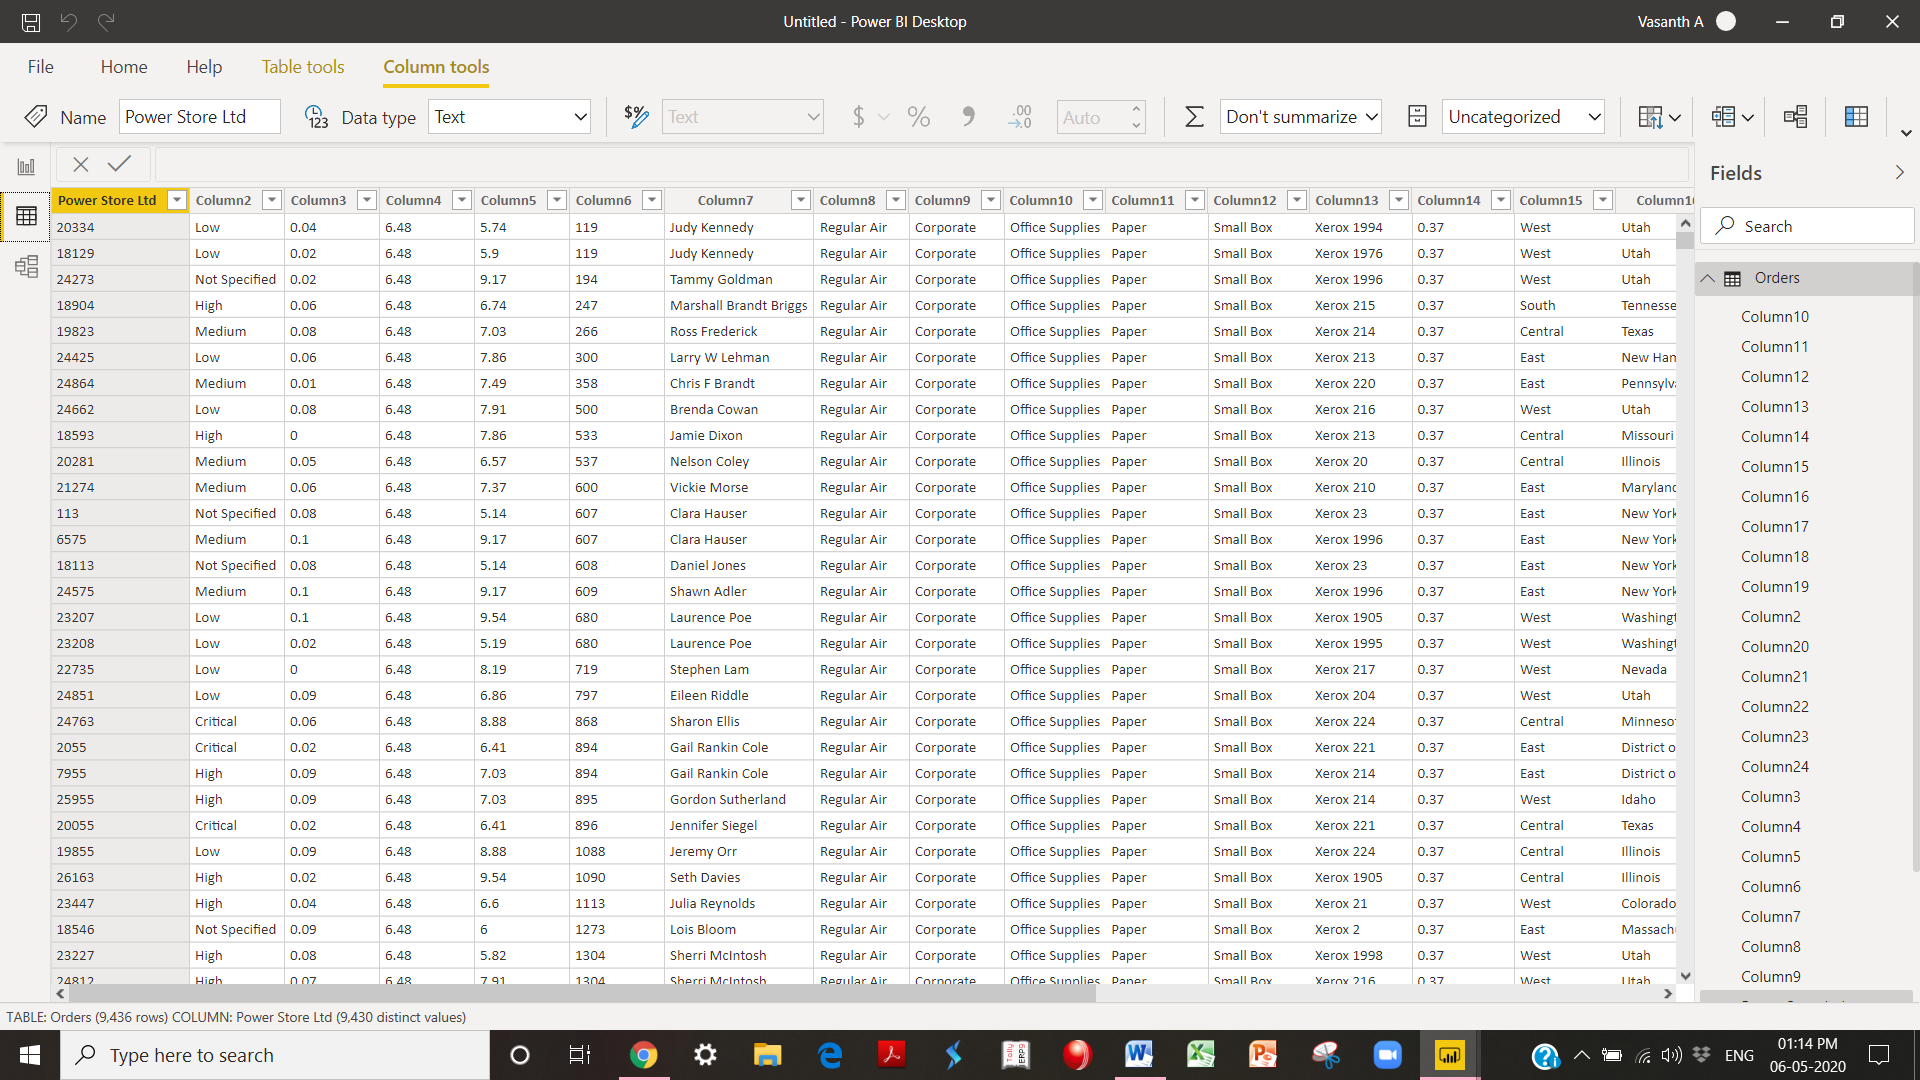 Untitled - Power BI Desktop
Vasanth A
File Home Help Table tools Column tools
Name Power Store Ltd Data type Text Text Auto Don't summarize Uncategorized
Fields
Power Store Ltd Column2 Column3 Column4 Column5 Column6 Column7 Column8 Column9 Column10 Column11 Column12 Column13 Column14 Column15 Column1
20334 Low 0.04 6.48 5.74 119 Judy Kennedy Regular Air Corporate Office Supplies Paper Small Box Xerox 1994 0.37 West Utah
18129 Low 0.02 6.48 5.9 119 Judy Kennedy Regular Air Corporate Office Supplies Paper Small Box Xerox 1976 0.37 West Utah
24273 Not Specified 0.02 6.48 9.17 194 Tammy Goldman Regular Air Corporate Office Supplies Paper Small Box Xerox 1996 0.37 West Utah
18904 High 0.06 6.48 6.74 247 Marshall Brandt Briggs Regular Air Corporate Office Supplies Paper Small Box Xerox 215 0.37 South Tennesse
19823 Medium 0.08 6.48 7.03 266 Ross Frederick Regular Air Corporate Office Supplies Paper Small Box Xerox 214 0.37 Central Texas
24425 Low 0.06 6.48 7.86 300 Larry W Lehman Regular Air Corporate Office Supplies Paper Small Box Xerox 213 0.37 East New Ham
24864 Medium 0.01 6.48 7.49 358 Chris F Brandt Regular Air Corporate Office Supplies Paper Small Box Xerox 220 0.37 East Pennsylv
24662 Low 0.08 6.48 7.91 500 Brenda Cowan Regular Air Corporate Office Supplies Paper Small Box Xerox 216 0.37 West Utah
18593 High 0 6.48 7.86 533 Jamie Dixon Regular Air Corporate Office Supplies Paper Small Box Xerox 213 0.37 Central Missouri
20281 Medium 0.05 6.48 6.57 537 Nelson Coley Regular Air Corporate Office Supplies Paper Small Box Xerox 20 0.37 Central Illinois
21274 Medium 0.06 6.48 7.37 600 Vickie Morse Regular Air Corporate Office Supplies Paper Small Box Xerox 210 0.37 East Maryland
113 Not Specified 0.08 6.48 5.14 607 Clara Hauser Regular Air Corporate Office Supplies Paper Small Box Xerox 23 0.37 East New York
6575 Medium 0.1 6.48 9.17 607 Clara Hauser Regular Air Corporate Office Supplies Paper Small Box Xerox 1996 0.37 East New York
18113 Not Specified 0.08 6.48 5.14 608 Daniel Jones Regular Air Corporate Office Supplies Paper Small Box Xerox 23 0.37 East New York
24575 Medium 0.1 6.48 9.17 609 Shawn Adler Regular Air Corporate Office Supplies Paper Small Box Xerox 1996 0.37 East New York
23207 Low 0.1 6.48 9.54 680 Laurence Poe Regular Air Corporate Office Supplies Paper Small Box Xerox 1905 0.37 West Washingt
23208 Low 0.02 6.48 5.19 680 Laurence Poe Regular Air Corporate Office Supplies Paper Small Box Xerox 1995 0.37 West Washingt
22735 Low 0 6.48 8.19 719 Stephen Lam Regular Air Corporate Office Supplies Paper Small Box Xerox 217 0.37 West Nevada
24851 Low 0.09 6.48 6.86 797 Eileen Riddle Regular Air Corporate Office Supplies Paper Small Box Xerox 204 0.37 West Utah
24763 Critical 0.06 6.48 8.88 868 Sharon Ellis Regular Air Corporate Office Supplies Paper Small Box Xerox 224 0.37 Central Minneso
2055 Critical 0.02 6.48 6.41 894 Gail Rankin Cole Regular Air Corporate Office Supplies Paper Small Box Xerox 221 0.37 East District o
7955 High 0.09 6.48 7.03 894 Gail Rankin Cole Regular Air Corporate Office Supplies Paper Small Box Xerox 214 0.37 East District o
25955 High 0.09 6.48 7.03 895 Gordon Sutherland Regular Air Corporate Office Supplies Paper Small Box Xerox 214 0.37 West Idaho
20055 Critical 0.02 6.48 6.41 896 Jennifer Siegel Regular Air Corporate Office Supplies Paper Small Box Xerox 221 0.37 Central Texas
19855 Low 0.09 6.48 8.88 1088 Jeremy Orr Regular Air Corporate Office Supplies Paper Small Box Xerox 224 0.37 Central Illinois
26163 High 0.02 6.48 9.54 1090 Seth Davies Regular Air Corporate Office Supplies Paper Small Box Xerox 1905 0.37 Central Illinois
23447 High 0.04 6.48 6.6 1113 Julia Reynolds Regular Air Corporate Office Supplies Paper Small Box Xerox 21 0.37 West Colorado
18546 Not Specified 0.09 6.48 6 1273 Lois Bloom Regular Air Corporate Office Supplies Paper Small Box Xerox 2 0.37 East Massach
23227 High 0.08 6.48 5.82 1304 Sherri McIntosh Regular Air Corporate Office Supplies Paper Small Box Xerox 1998 0.37 West Utah
24812 High 0.07 6.48 7.91 1304 Sherri McIntosh Regular Air Corporate Office Supplies Paper Small Box Xerox 216 0.37 West Utah
Search
Orders
Column10
Column11
Column12
Column13
Column14
Column15
Column16
Column17
Column18
Column19
Column2
Column20
Column21
Column22
Column23
Column24
Column3
Column4
Column5
Column6
Column7
Column8
Column9
TABLE: Orders (9,436 rows) COLUMN: Power Store Ltd (9,430 distinct values)
Type here to search
ENG
01:14 PM
06-05-2020